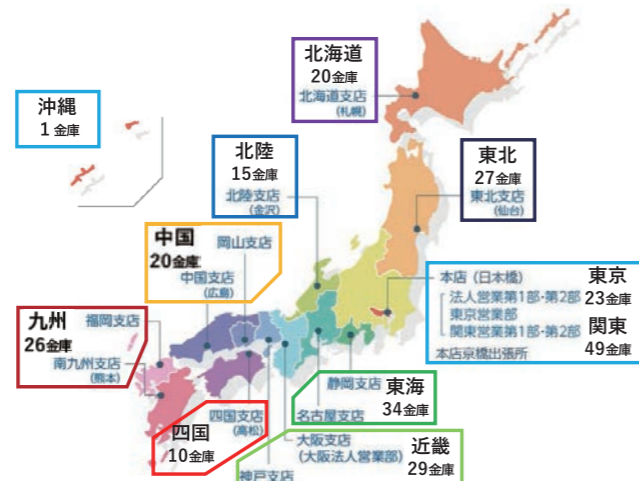 北海道
20金庫
北海道支店
(札幌)
沖縄
1金庫
北陸
15金庫
北陸支店
(金沢)
東北
27金庫
東北支店
(仙台)
中国
20金庫
岡山支店
中国支店
(広島)
本店（日本橋）
法人営業第1部・第2部
東京営業部
関東営業第1部・第2部
本店京橋出張所
東京
23金庫
関東
49金庫
九州
26金庫
福岡支店
南九州支店
(熊本)
静岡支店
名古屋支店
東海
34金庫
四国支店
(高松)
四国
10金庫
大阪支店
(大阪法人営業部)
神戸支店
近畿
29金庫